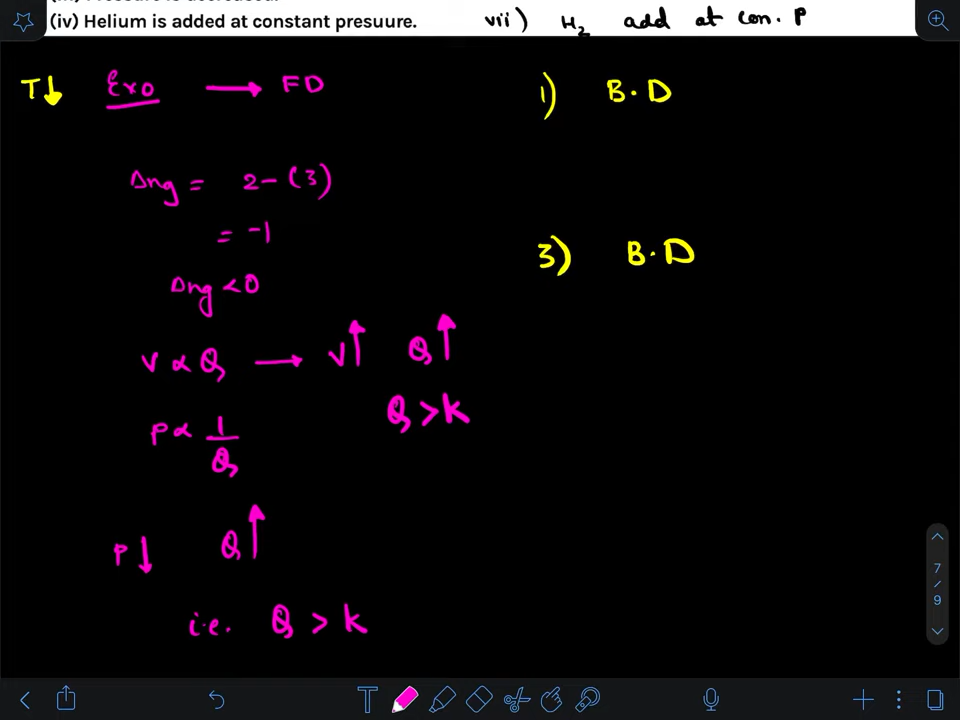 (iv) Helium is added at constant presuure.
vii) H2 add at con. P
T↓ Exo → FD
1) B.D
Δng = 2-(3)
= -1
3) B.D
Δng <0
V ∝ Q → V↑ Q↑
Q > K
P ∝ 1/Q
P↓ Q↑
i.e. Q > K
7
/
9
T